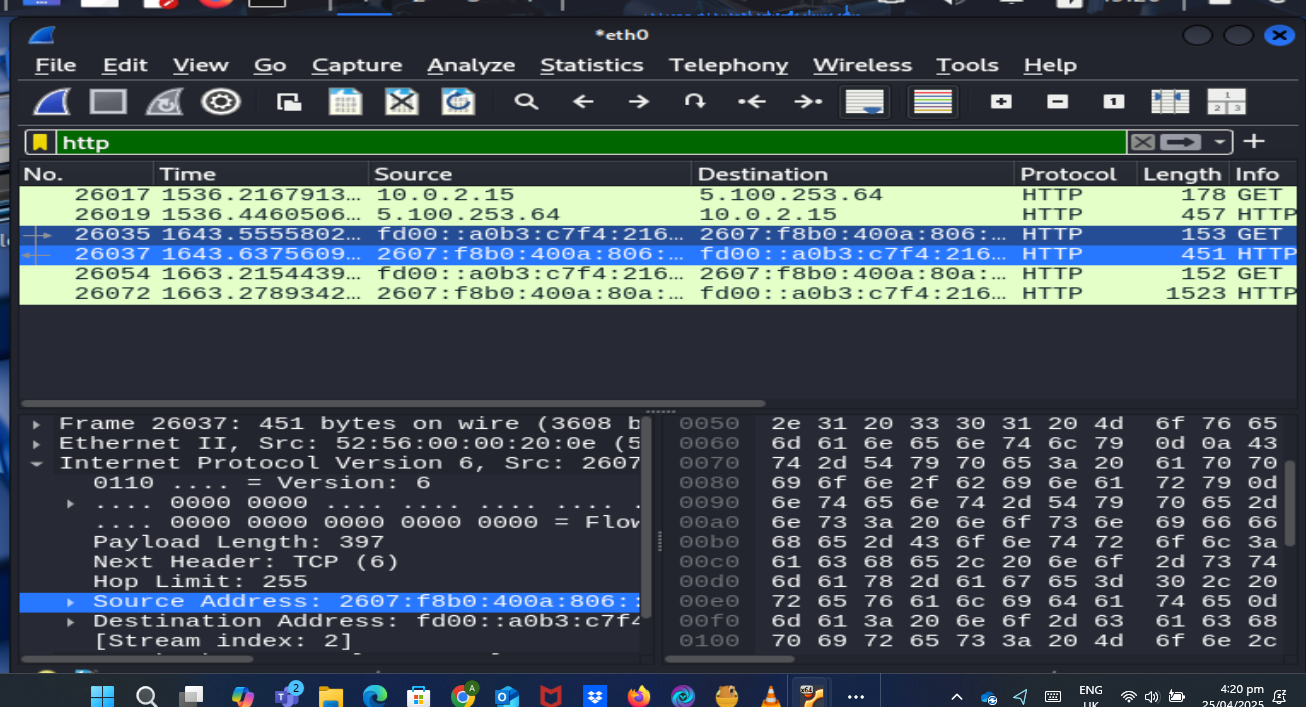 *eth0
File Edit View Go Capture Analyze Statistics Telephony Wireless Tools Help
http
No. Time Source Destination Protocol Length Info
26017 1536.2167913… 10.0.2.15 5.100.253.64 HTTP 178 GET
26019 1536.4460506… 5.100.253.64 10.0.2.15 HTTP 457 HTTP
26035 1643.5555802… fd00::a0b3:c7f4:216… 2607:f8b0:400a:806:… HTTP 153 GET
26037 1643.6375609… 2607:f8b0:400a:806:… fd00::a0b3:c7f4:216… HTTP 451 HTTP
26054 1663.2154439… fd00::a0b3:c7f4:216… 2607:f8b0:400a:80a:… HTTP 152 GET
26072 1663.2789342… 2607:f8b0:400a:80a:… fd00::a0b3:c7f4:216… HTTP 1523 HTTP
Frame 26037: 451 bytes on wire (3608 b
Ethernet II, Src: 52:56:00:00:20:0e (5
Internet Protocol Version 6, Src: 2607
0110 .... = Version: 6
.... 0000 0000 .... .... .... .... .
.... 0000 0000 0000 0000 0000 = Flow
Payload Length: 397
Next Header: TCP (6)
Hop Limit: 255
Source Address: 2607:f8b0:400a:806::
Destination Address: fd00::a0b3:c7f4
[Stream index: 2]
0050 2e 31 20 33 30 31 20 4d 6f 76 65
0060 6d 61 6e 65 6e 74 6c 79 0d 0a 43
0070 74 2d 54 79 70 65 3a 20 61 70 70
0080 69 6f 6e 2f 62 69 6e 61 72 79 0d
0090 6e 74 65 6e 74 2d 54 79 70 65 2d
00a0 6e 73 3a 20 6e 6f 73 6e 69 66 66
00b0 68 65 2d 43 6f 6e 74 72 6f 6c 3a
00c0 61 63 68 65 2c 20 6e 6f 2d 73 74
00d0 6d 61 78 2d 61 67 65 3d 30 2c 20
00e0 72 65 76 61 6c 69 64 61 74 65 0d
00f0 6d 61 3a 20 6e 6f 2d 63 61 63 68
0100 70 69 72 65 73 3a 20 4d 6f 6e 2c
ENG
UK
4:20 pm
25/04/2025